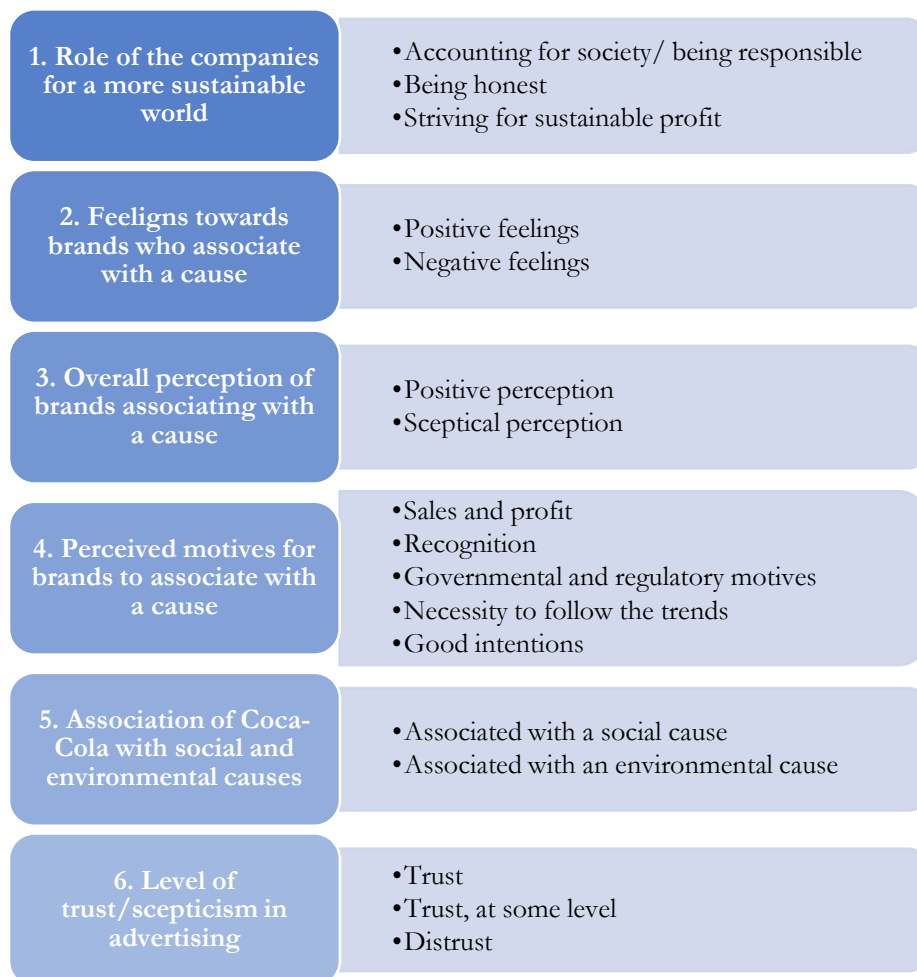 1. Role of the companies
for a more sustainable
world
•Accounting for society/ being responsible
•Being honest
•Striving for sustainable profit
2. Feeligns towards
brands who associate
with a cause
•Positive feelings
•Negative feelings
3. Overall perception of
brands associating with
a cause
•Positive perception
•Sceptical perception
4. Perceived motives for
brands to associate with
a cause
•Sales and profit
•Recognition
•Governmental and regulatory motives
•Necessity to follow the trends
•Good intentions
5. Association of Coca-
Cola with social and
environmental causes
•Associated with a social cause
•Associated with an environmental cause
6. Level of
trust/scepticism in
advertising
•Trust
•Trust, at some level
•Distrust